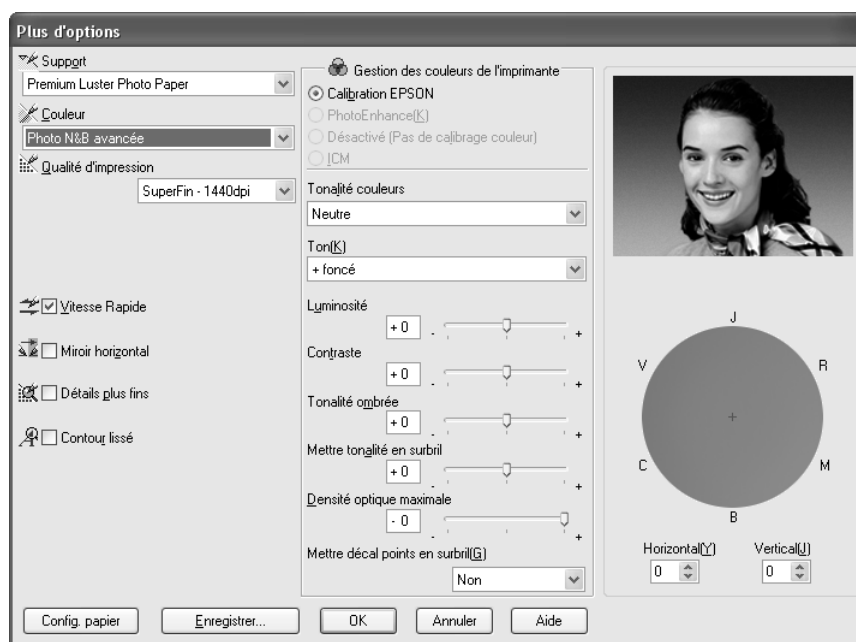 Plus d'options
Support
Premium Luster Photo Paper
Couleur
Photo N&B avancée
Qualité d'impression
SuperFin - 1440dpi
Vitesse Rapide
Miroir horizontal
Détails plus fins
Contour lissé
Gestion des couleurs de l'imprimante
Calibration EPSON
PhotoEnhance(K)
Désactivé (Pas de calibrage couleur)
ICM
Tonalité couleurs
Neutre
Ton(K)
+ foncé
Luminosité
+ 0 - +
Contraste
+ 0 - +
Tonalité ombrée
+ 0 - +
Mettre tonalité en surbril
+ 0 - +
Densité optique maximale
- 0 - +
Mettre décal points en surbril(G)
Non
J
V R
C M
B
Horizontal(Y) Vertical(J)
0 0
Config. papier Enregistrer... OK Annuler Aide